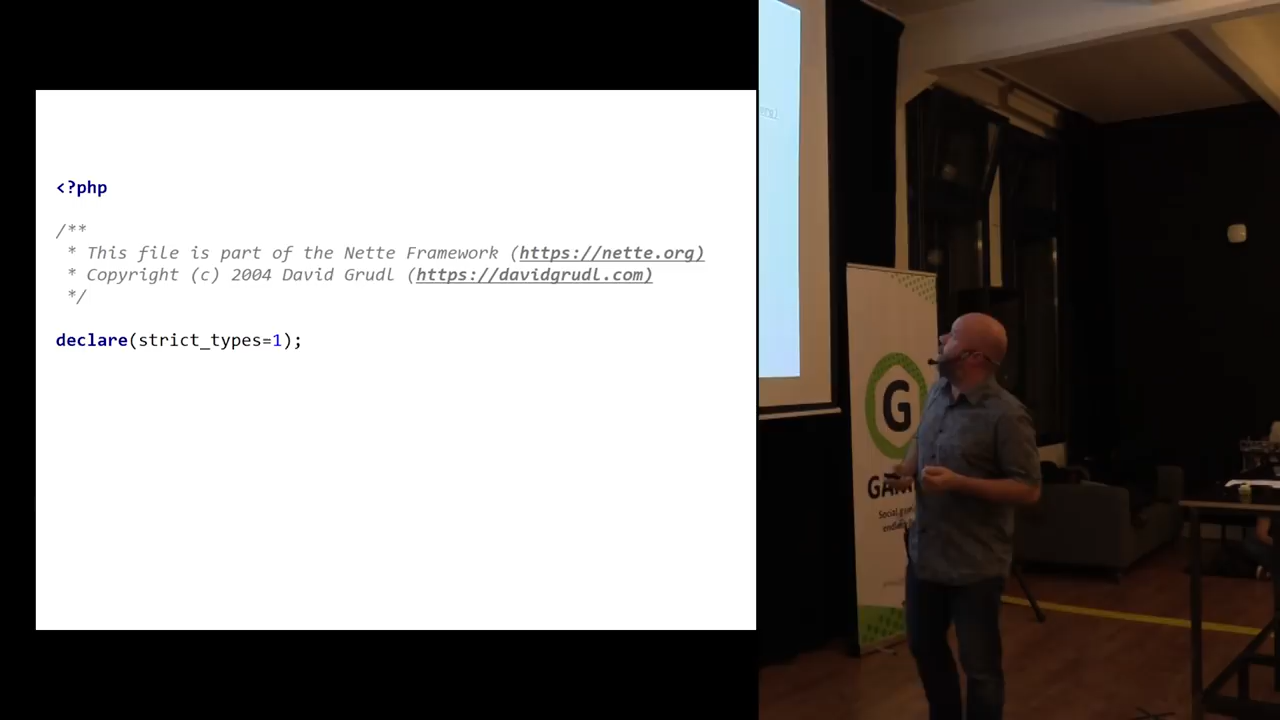 <?php
/**
 * This file is part of the Nette Framework (https://nette.org)
 * Copyright (c) 2004 David Grudl (https://davidgrudl.com)
 */
declare(strict_types=1);
G